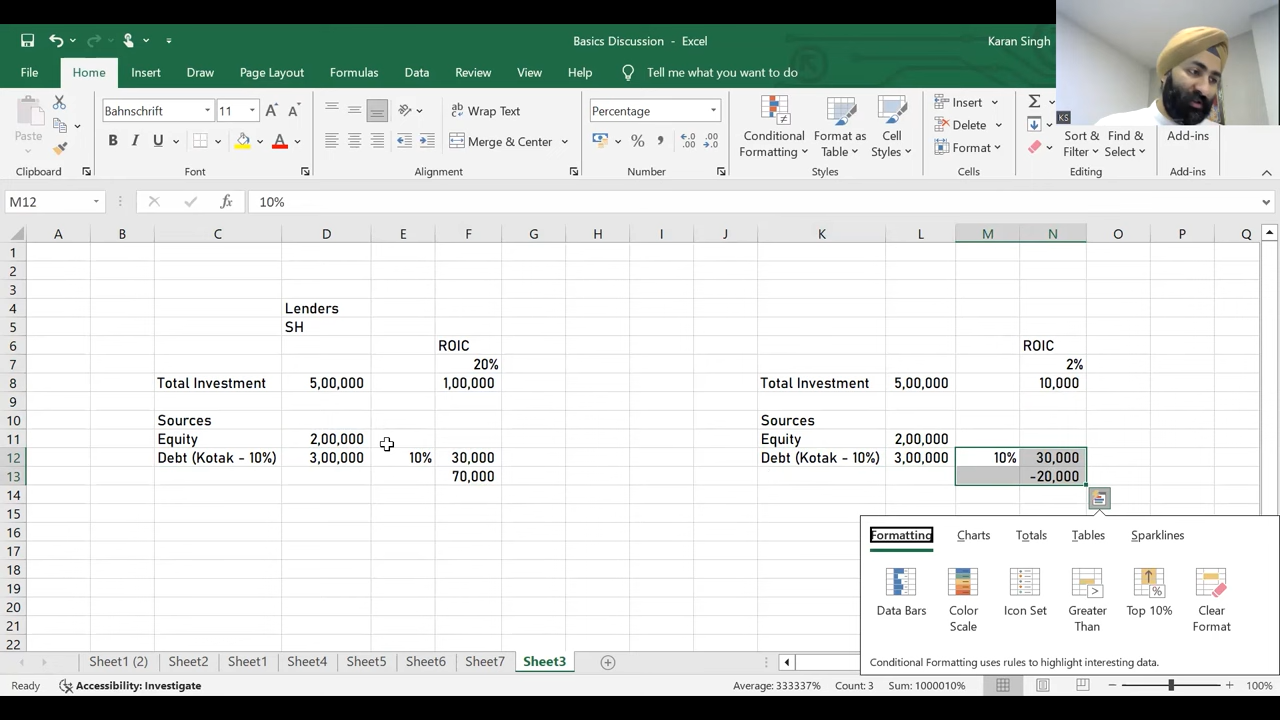 Basics Discussion - Excel
Karan Singh
File Home Insert Draw Page Layout Formulas Data Review View Help Tell me what you want to do
Bahnschrift 11 Wrap Text Percentage Insert
Paste Conditional Formatting Format as Table Cell Styles Delete Sort & Filter Find & Select Add-ins
B I U A Merge & Center % Format
Clipboard Font Alignment Number Styles Cells Editing Add-ins
KS
M12 fx 10%
A B C D E F G H I J K L M N O P Q
1
2
3
4 Lenders
5 SH
6 ROIC ROIC
7 20% 2%
8 Total Investment 5,00,000 1,00,000 Total Investment 5,00,000 10,000
9
10 Sources Sources
11 Equity 2,00,000 Equity 2,00,000
12 Debt (Kotak - 10%) 3,00,000 10% 30,000 Debt (Kotak - 10%) 3,00,000 10% 30,000
13 70,000 -20,000
14
15
16
17
18
19
20
21
22
Formatting Charts Totals Tables Sparklines
Data Bars Color Scale Icon Set Greater Than Top 10% Clear Format
Conditional Formatting uses rules to highlight interesting data.
Sheet1 (2) Sheet2 Sheet1 Sheet4 Sheet5 Sheet6 Sheet7 Sheet3
Ready Accessibility: Investigate Average: 333337% Count: 3 Sum: 1000010% 100%